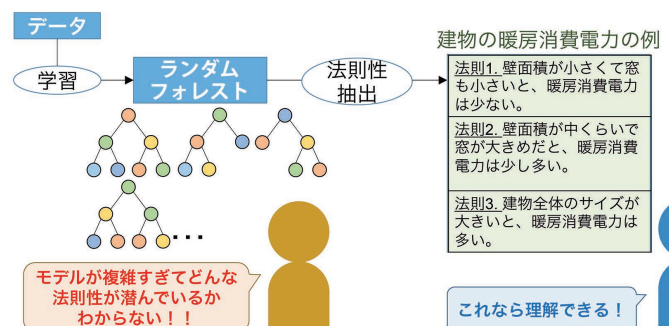 データ
学習
ランダム
フォレスト
法則性
抽出
建物の暖房消費電力の例
法則1. 壁面積が小さくて窓
も小さいと、暖房消費電力
は少ない。
法則2. 壁面積が中くらいで
窓が大きめだと、暖房消費
電力は少し多い。
法則3. 建物全体のサイズが
大きいと、暖房消費電力は
多い。
...
モデルが複雑すぎてどんな
法則性が潜んでいるか
わからない！！
これなら理解できる！